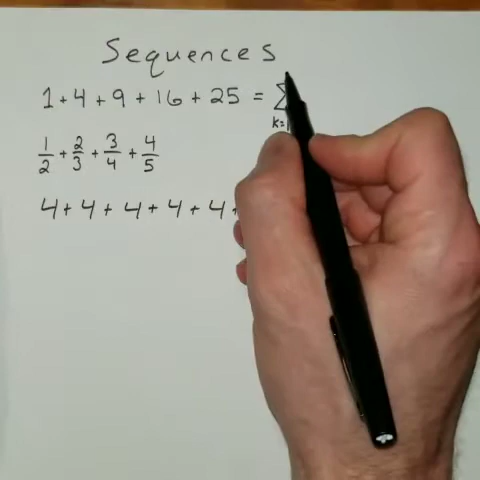 Sequences
1 + 4 + 9 + 16 + 25 = Σ k=1
1/2 + 2/3 + 3/4 + 4/5
4 + 4 + 4 + 4 + 4 +